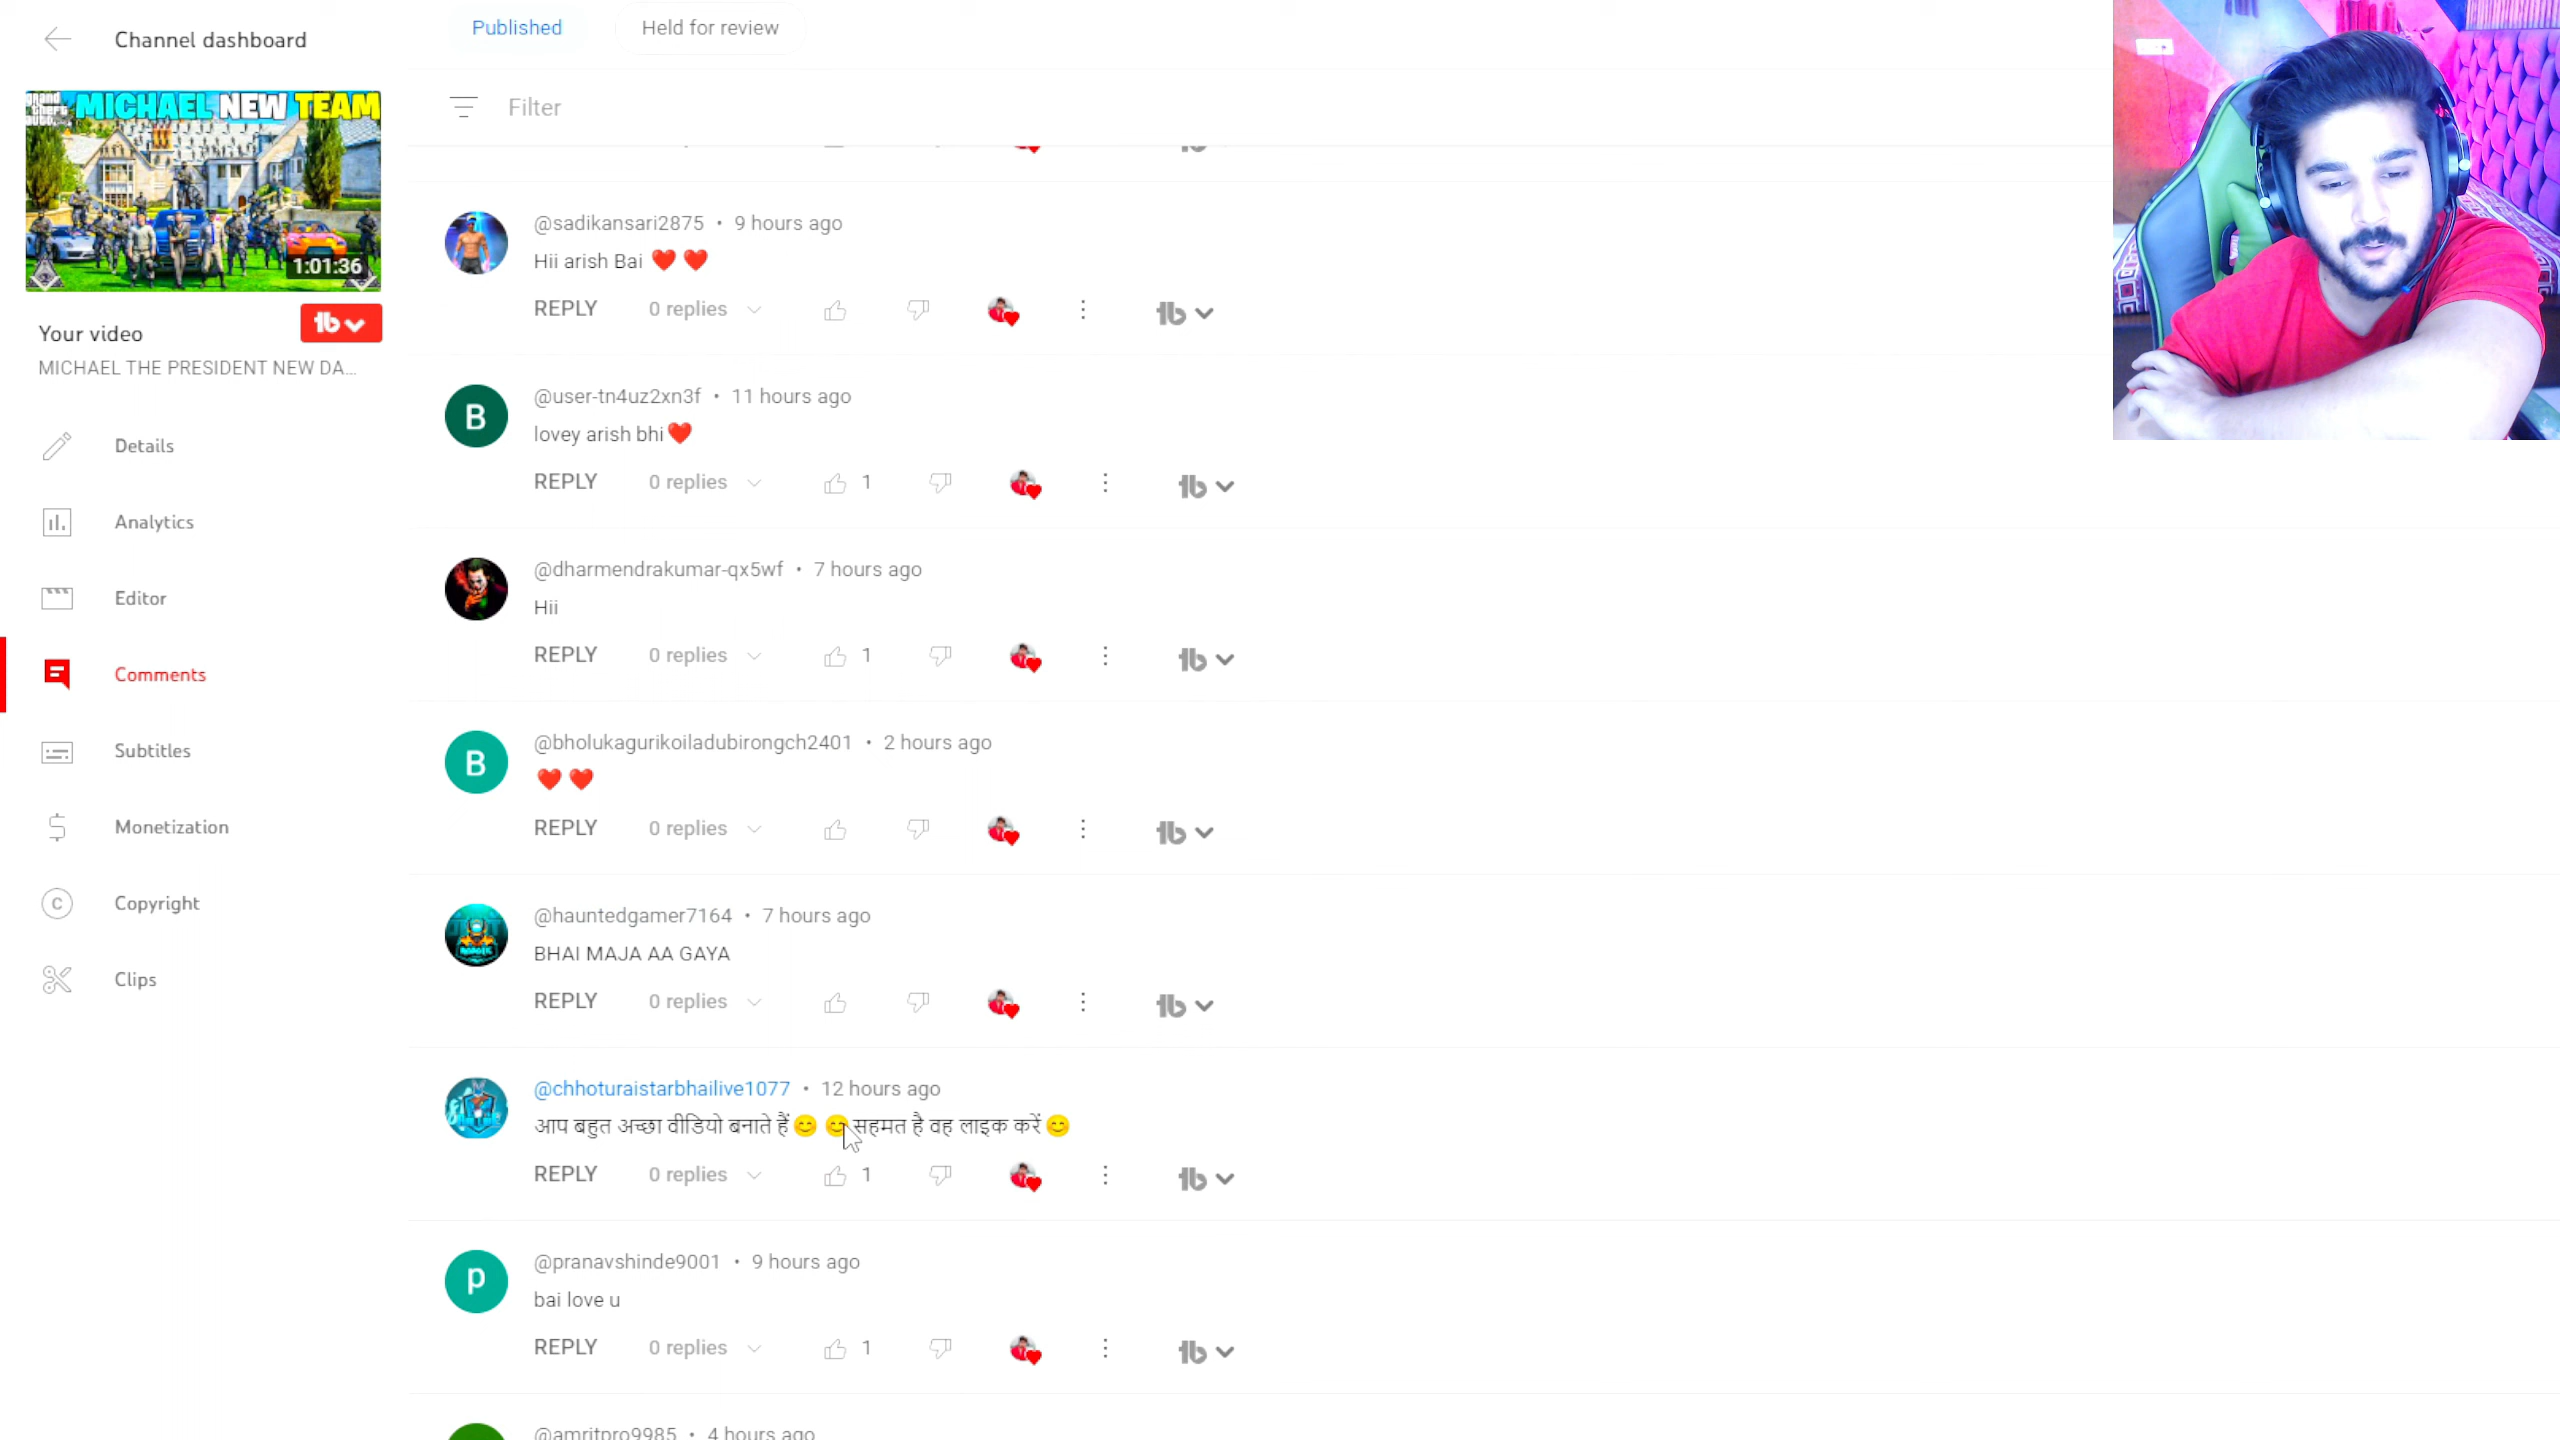 Channel dashboard
Published
Held for review
grand theft auto
MICHAEL NEW TEAM
1:01:36
Your video
MICHAEL THE PRESIDENT NEW DA...
Details
Analytics
Editor
Comments
Subtitles
Monetization
Copyright
Clips
Filter
@sadikansari2875 • 9 hours ago
Hii arish Bai ❤️ ❤️
REPLY 0 replies
@user-tn4uz2xn3f • 11 hours ago
B
lovey arish bhi❤️
REPLY 0 replies 1
@dharmendrakumar-qx5wf • 7 hours ago
Hii
REPLY 0 replies 1
@bholukagurikoiladubirongch2401 • 2 hours ago
B
❤️ ❤️
REPLY 0 replies
@hauntedgamer7164 • 7 hours ago
BHAI MAJA AA GAYA
REPLY 0 replies
@chhoturaistarbhailive1077 • 12 hours ago
आप बहुत अच्छा वीडियो बनाते हैं😊 😊सहमत है वह लाइक करें😊
REPLY 0 replies 1
@pranavshinde9001 • 9 hours ago
p
bai love u
REPLY 0 replies 1
@amritpro9985 • 4 hours ago